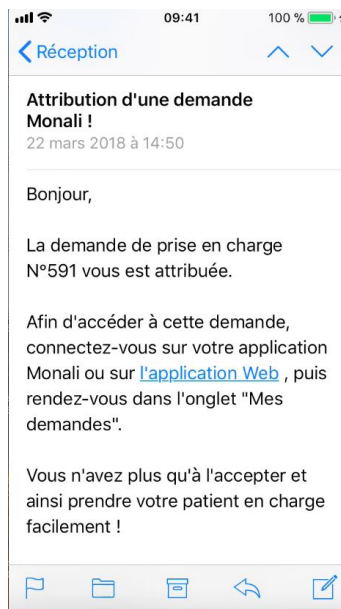 09:41
100 %
Réception
Attribution d'une demande
Monali !
22 mars 2018 à 14:50
Bonjour,
La demande de prise en charge
N°591 vous est attribuée.
Afin d'accéder à cette demande,
connectez-vous sur votre application
Monali ou sur l'application Web , puis
rendez-vous dans l'onglet "Mes
demandes".
Vous n'avez plus qu'à l'accepter et
ainsi prendre votre patient en charge
facilement !